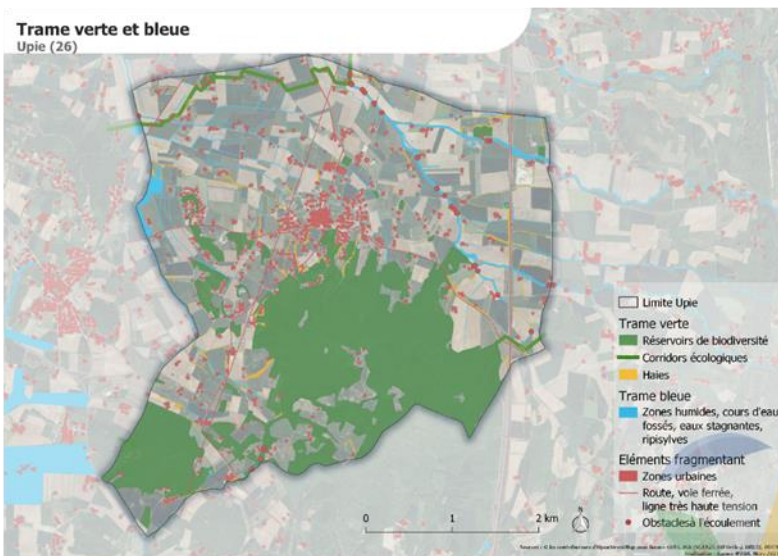 Trame verte et bleue
Upie (26)
Limite Upie
Trame verte
Réservoirs de biodiversité
Corridors écologiques
Haies
Trame bleue
Zones humides, cours d'eau
fossés, eaux stagnantes,
ripisylves
Eléments fragmentant
Zones urbaines
Route, voie ferrée,
ligne très haute tension
Obstaclesà l'écoulement
0 1 2 km
N